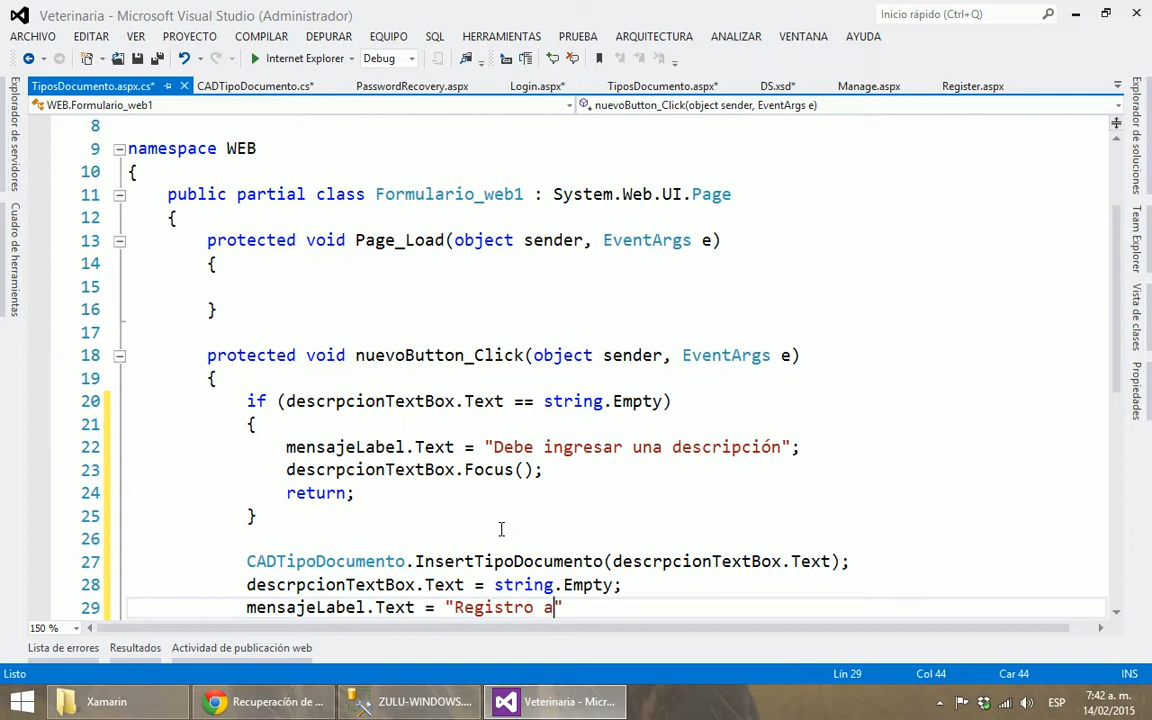 Veterinaria - Microsoft Visual Studio (Administrador)
Inicio rápido (Ctrl+Q)
ARCHIVO EDITAR VER PROYECTO COMPILAR DEPURAR EQUIPO SQL HERRAMIENTAS PRUEBA ARQUITECTURA ANALIZAR VENTANA AYUDA
Internet Explorer Debug
TiposDocumento.aspx.cs* CADTipoDocumento.cs* PasswordRecovery.aspx Login.aspx* TiposDocumento.aspx* DS.xsd* Manage.aspx Register.aspx
WEB.Formulario_web1 nuevoButton_Click(object sender, EventArgs e)
Explorador de servidores
Cuadro de herramientas
8
9 namespace WEB
10 {
11 public partial class Formulario_web1 : System.Web.UI.Page
12 {
13 protected void Page_Load(object sender, EventArgs e)
14 {
15
16 }
17
18 protected void nuevoButton_Click(object sender, EventArgs e)
19 {
20 if (descrpcionTextBox.Text == string.Empty)
21 {
22 mensajeLabel.Text = "Debe ingresar una descripción";
23 descrpcionTextBox.Focus();
24 return;
25 }
26
27 CADTipoDocumento.InsertTipoDocumento(descrpcionTextBox.Text);
28 descrpcionTextBox.Text = string.Empty;
29 mensajeLabel.Text = "Registro a"
Explorador de soluciones
Team Explorer
Vista de clases
Propiedades
150 %
Lista de errores Resultados Actividad de publicación web
Listo Lín 29 Col 44 Car 44 INS
Xamarin Recuperación de ... ZULU-WINDOWS.... Veterinaria - Micros... ESP 7:42 a. m.
14/02/2015